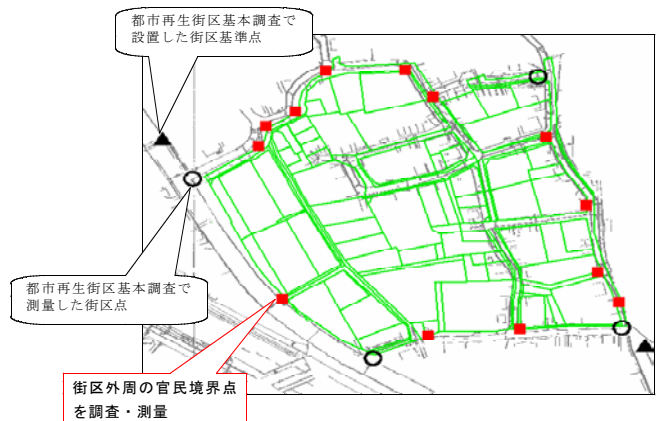 都市再生街区基本調査で
設置した街区基準点
都市再生街区基本調査で
測量した街区点
街区外周の官民境界点
を調査・測量